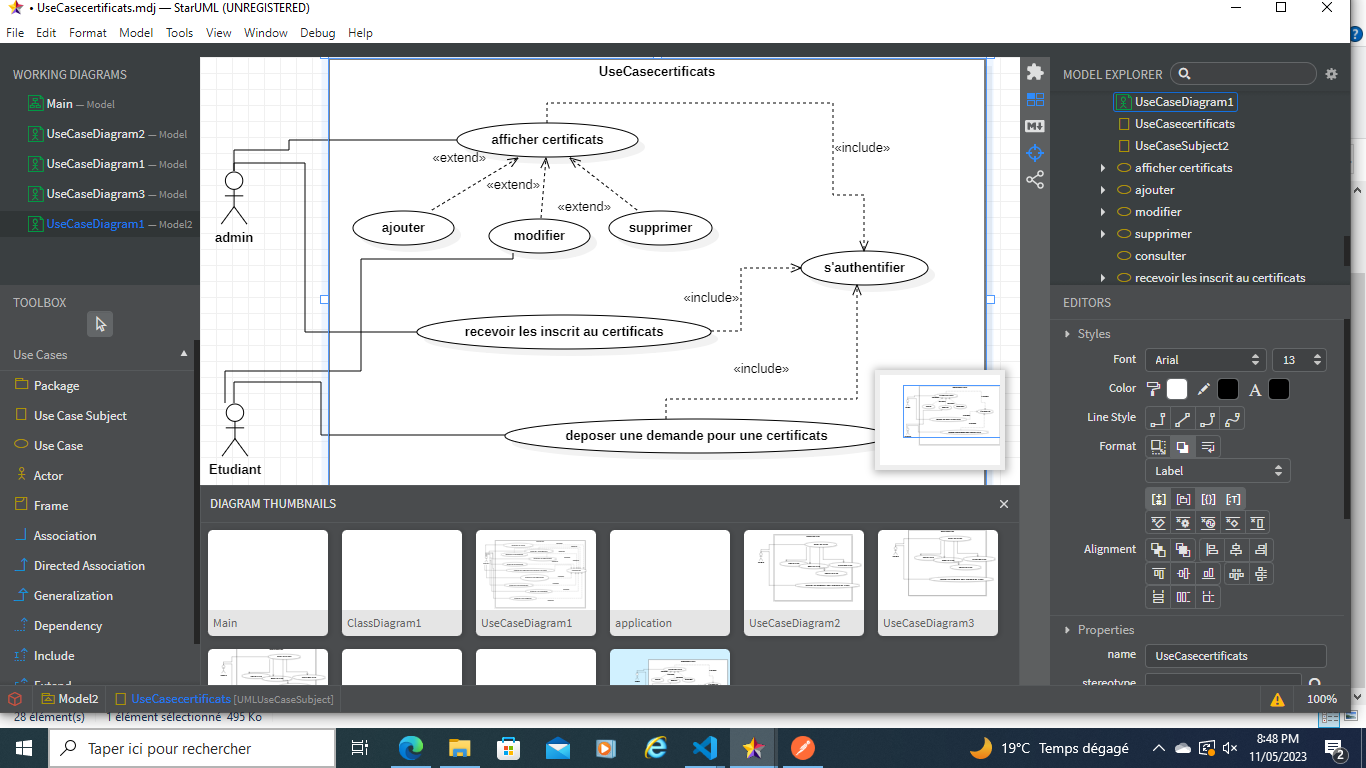 • UseCasecertificats.mdj — StarUML (UNREGISTERED)
File Edit Format Model Tools View Window Debug Help
WORKING DIAGRAMS
Main — Model
UseCaseDiagram2 — Model
UseCaseDiagram1 — Model
UseCaseDiagram3 — Model
UseCaseDiagram1 — Model2
TOOLBOX
Use Cases
Package
Use Case Subject
Use Case
Actor
Frame
Association
Directed Association
Generalization
Dependency
Include
Extend
UseCasecertificats
afficher certificats
«include»
«extend»
«extend»
«extend»
ajouter
modifier
supprimer
admin
s'authentifier
«include»
recevoir les inscrit au certificats
«include»
deposer une demande pour une certificats
Etudiant
DIAGRAM THUMBNAILS
Main
ClassDiagram1
UseCaseDiagram1
application
UseCaseDiagram2
UseCaseDiagram3
MODEL EXPLORER
UseCaseDiagram1
UseCasecertificats
UseCaseSubject2
afficher certificats
ajouter
modifier
supprimer
consulter
recevoir les inscrit au certificats
EDITORS
Styles
Font Arial 13
Color
Line Style
Format
Label
Alignment
Properties
name UseCasecertificats
stereotype
Model2 UseCasecertificats [UMLUseCaseSubject]
100%
28 élément(s) 1 élément sélectionné 495 Ko
Taper ici pour rechercher
19°C Temps dégagé
8:48 PM
11/05/2023
2